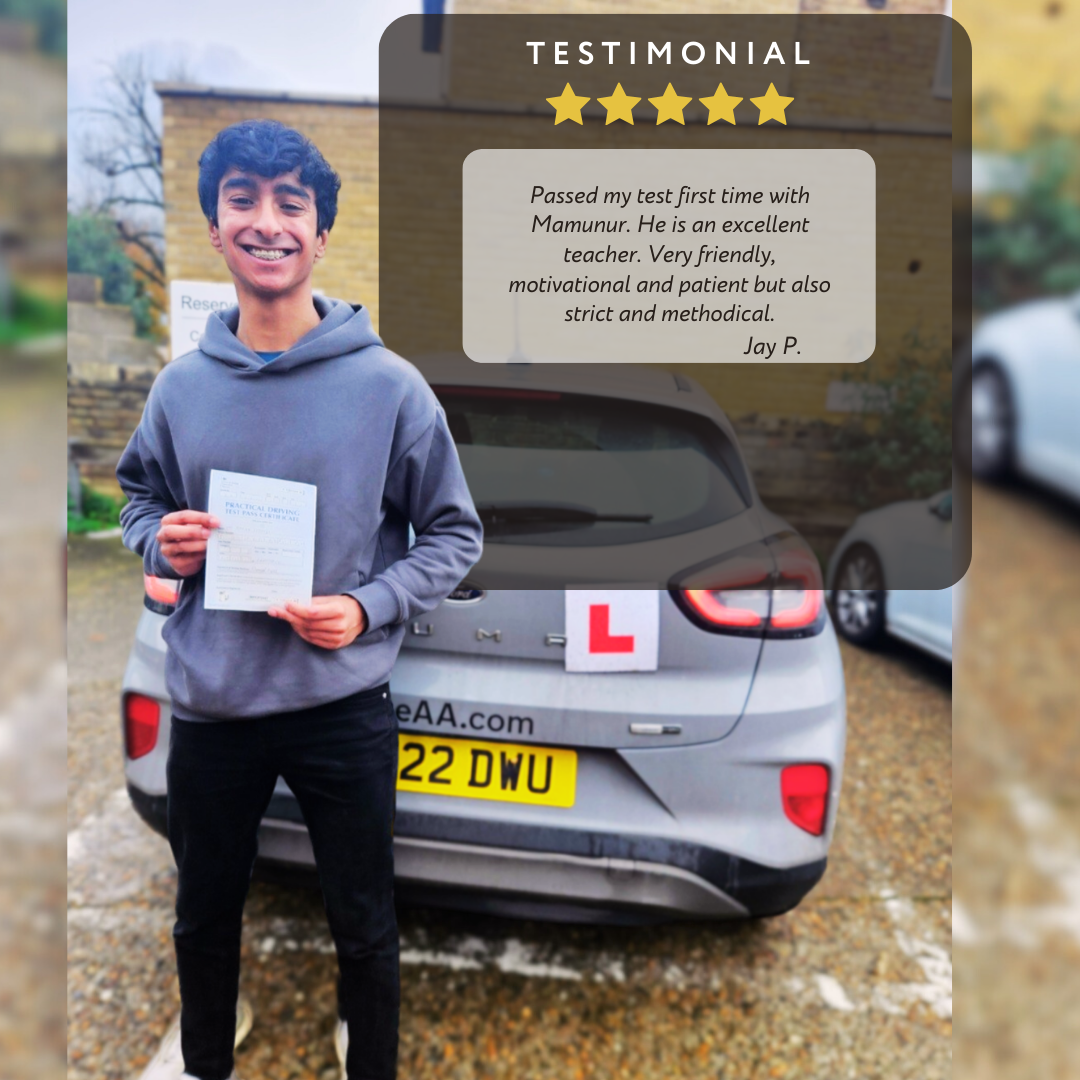 TESTIMONIAL
Passed my test first time with
Mamunur. He is an excellent
teacher. Very friendly,
motivational and patient but also
strict and methodical.
Jay P.
Reserv
PRACTICAL DRIVING
TEST PASS CERTIFICATE
U M
L
eAA.com
22 DWU